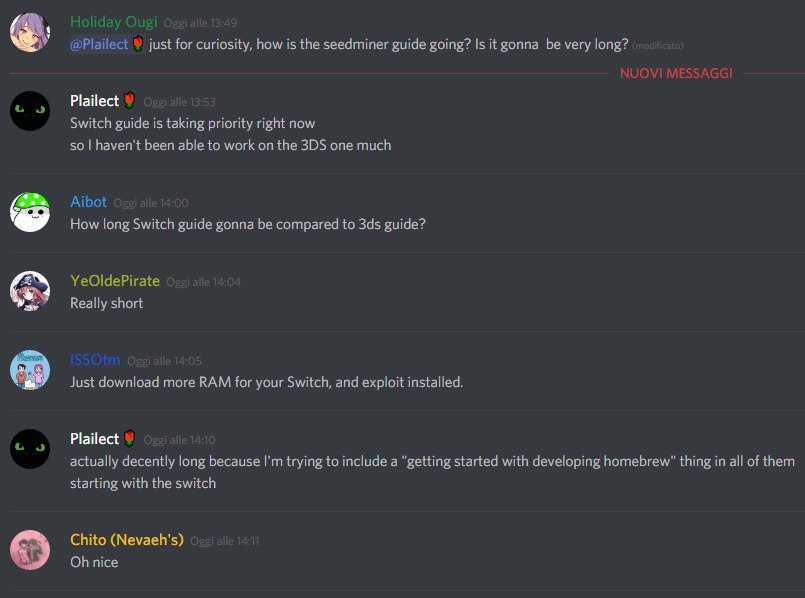 Holiday Ougi Oggi alle 13:49
@Plailect🌹 just for curiosity, how is the seedminer guide going? Is it gonna be very long? (modificato)
NUOVI MESSAGGI
Plailect🌹 Oggi alle 13:53
Switch guide is taking priority right now
so I haven't been able to work on the 3DS one much
Aibot Oggi alle 14:00
How long Switch guide gonna be compared to 3ds guide?
YeOldePirate Oggi alle 14:04
Really short
ISSOtm Oggi alle 14:05
Just download more RAM for your Switch, and exploit installed.
Plailect🌹 Oggi alle 14:10
actually decently long because I'm trying to include a "getting started with developing homebrew" thing in all of them
starting with the switch
Chito (Nevaeh's) Oggi alle 14:11
Oh nice